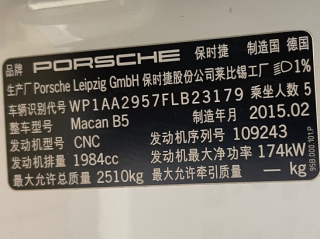 品牌 PORSCHE 保时捷 制造国 德国
生产厂 Porsche Leipzig GmbH 保时捷股份公司莱比锡工厂 1%
车辆识别代号 WP1AA2957FLB23179 乘坐人数 5
整车型号 Macan B5 制造年月 2015.02
发动机型号 CNC 发动机序列号 109243
发动机排量 1984cc 发动机最大净功率 174kW
最大允许总质量 2510kg 最大允许牵引质量 — kg
95B.000.101.P